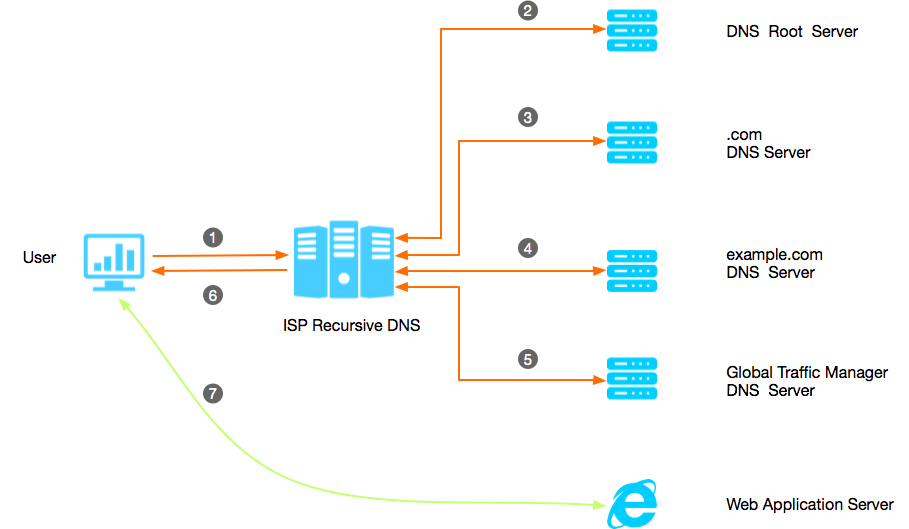 2
DNS Root Server
3
.com
DNS Server
1
User
4
example.com
DNS Server
6
ISP Recursive DNS
5
Global Traffic Manager
DNS Server
7
Web Application Server